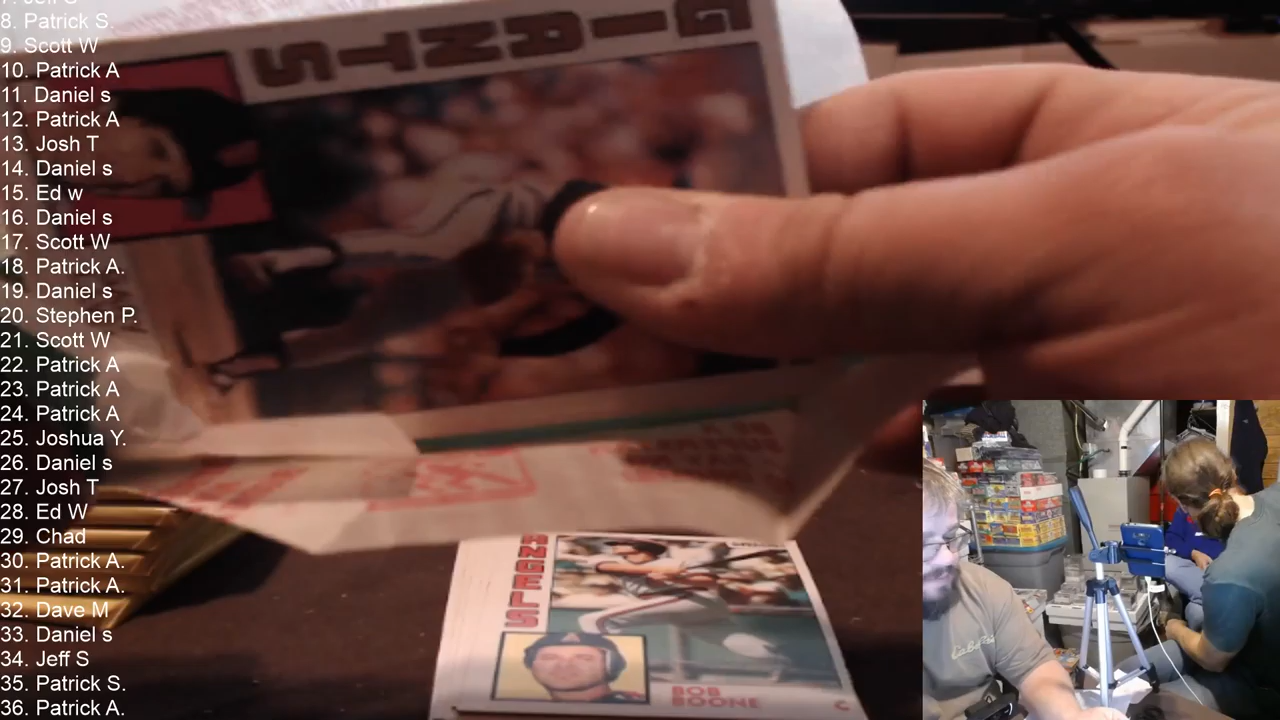 7. Jeff S
8. Patrick S.
9. Scott W
10. Patrick A
11. Daniel s
12. Patrick A
13. Josh T
14. Daniel s
15. Ed w
16. Daniel s
17. Scott W
18. Patrick A.
19. Daniel s
20. Stephen P.
21. Scott W
22. Patrick A
23. Patrick A
24. Patrick A
25. Joshua Y.
26. Daniel s
27. Josh T
28. Ed W
29. Chad
30. Patrick A.
31. Patrick A.
32. Dave M
33. Daniel s
34. Jeff S
35. Patrick S.
36. Patrick A.
GIANTS
ANGELS
BOB
BOONE
C